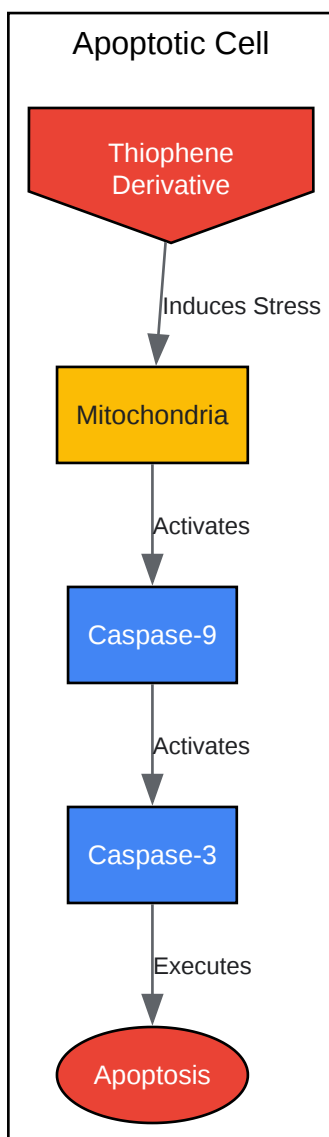 Apoptotic Cell
Thiophene
Derivative
Induces Stress
Mitochondria
Activates
Caspase-9
Activates
Caspase-3
Executes
Apoptosis